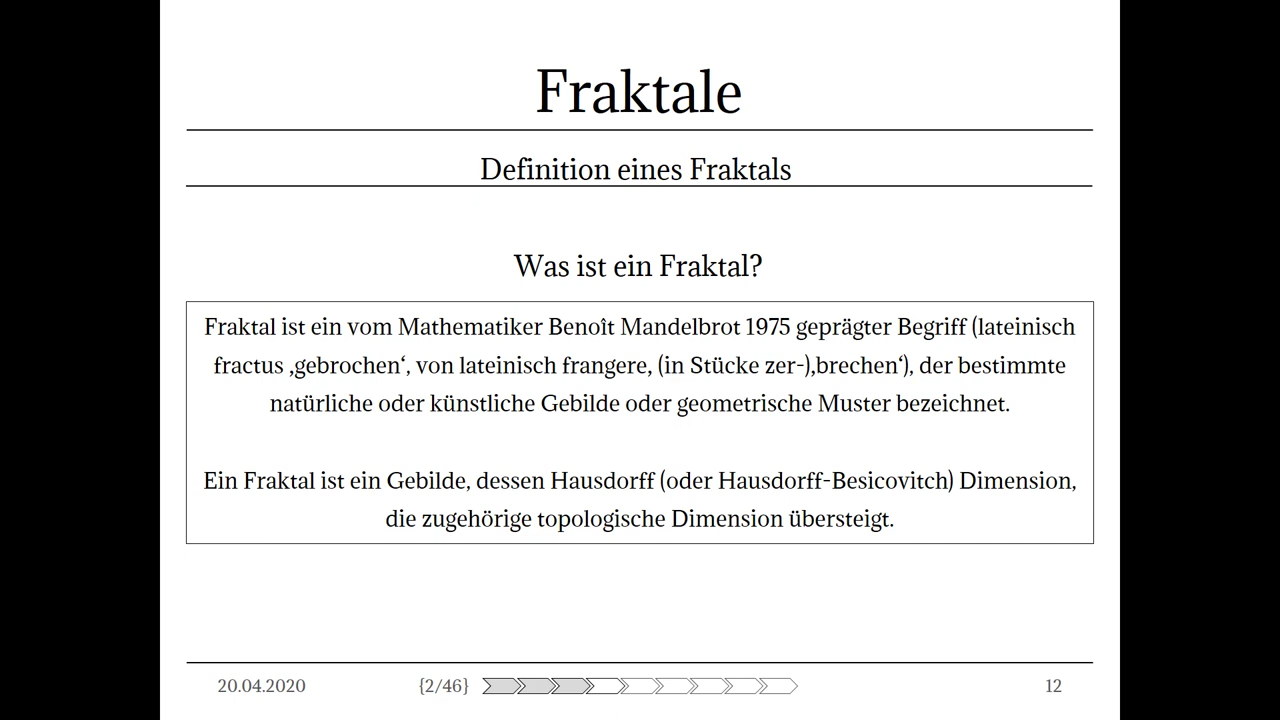 Fraktale
Definition eines Fraktals
Was ist ein Fraktal?
Fraktal ist ein vom Mathematiker Benoît Mandelbrot 1975 geprägter Begriff (lateinisch
fractus ‚gebrochen‘, von lateinisch frangere, (in Stücke zer-)‚brechen‘), der bestimmte
natürliche oder künstliche Gebilde oder geometrische Muster bezeichnet.
Ein Fraktal ist ein Gebilde, dessen Hausdorff (oder Hausdorff-Besicovitch) Dimension,
die zugehörige topologische Dimension übersteigt.
20.04.2020 {2/46} 12